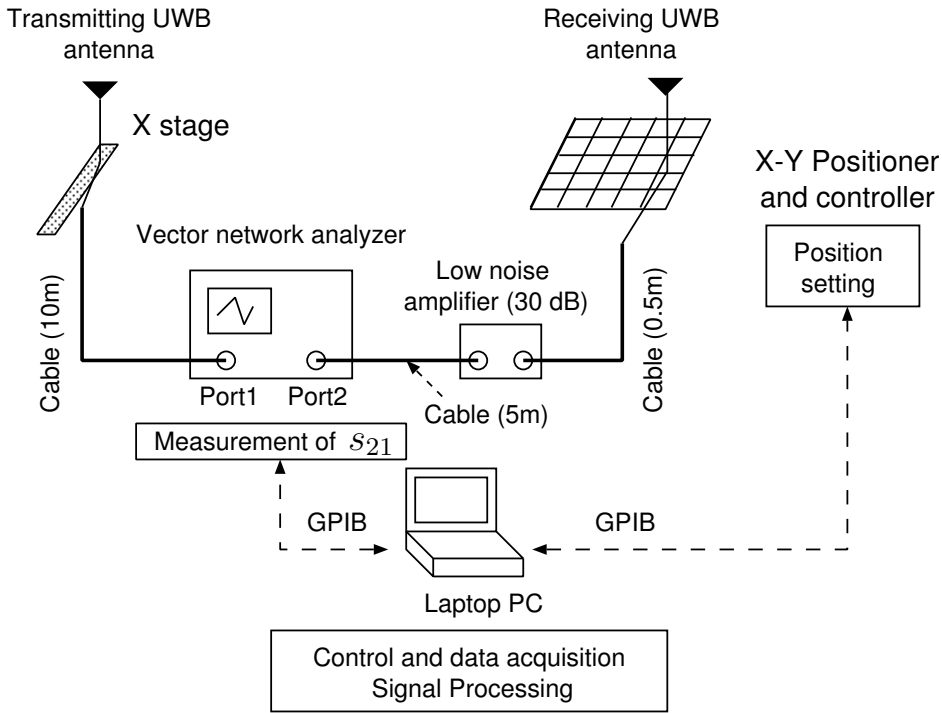 Transmitting UWB
antenna
Receiving UWB
antenna
X stage
X-Y Positioner
and controller
Vector network analyzer
Low noise
amplifier (30 dB)
Position
setting
Cable (10m)
Cable (0.5m)
Port1
Port2
Cable (5m)
Measurement of s21
GPIB
GPIB
Laptop PC
Control and data acquisition
Signal Processing